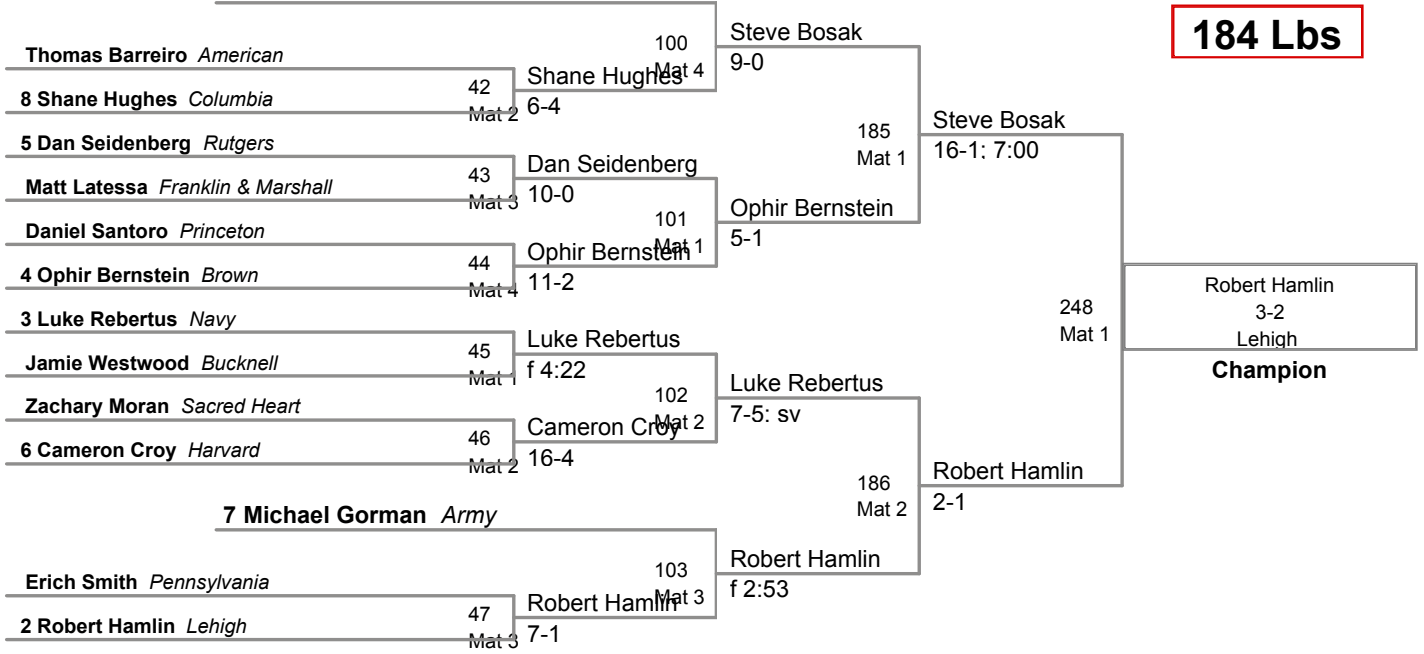 184 Lbs
Steve Bosak
100
9-0
Mat 4
Thomas Barreiro American
Shane Hughes
42
8 Shane Hughes Columbia
6-4
Mat 2
Steve Bosak
185
16-1; 7:00
Mat 1
5 Dan Seidenberg Rutgers
Dan Seidenberg
43
Matt Latessa Franklin & Marshall
10-0
Mat 3
Ophir Bernstein
101
5-1
Mat 1
Daniel Santoro Princeton
Ophir Bernstein
44
4 Ophir Bernstein Brown
11-2
Mat 4
Robert Hamlin
248
3-2
Mat 1
Lehigh
Champion
3 Luke Rebertus Navy
Luke Rebertus
45
Jamie Westwood Bucknell
f 4:22
Mat 1
Luke Rebertus
102
7-5: sv
Mat 2
Zachary Moran Sacred Heart
Cameron Croy
46
6 Cameron Croy Harvard
16-4
Mat 2
Robert Hamlin
186
2-1
Mat 2
7 Michael Gorman Army
Robert Hamlin
103
f 2:53
Mat 3
Erich Smith Pennsylvania
Robert Hamlin
47
2 Robert Hamlin Lehigh
7-1
Mat 3